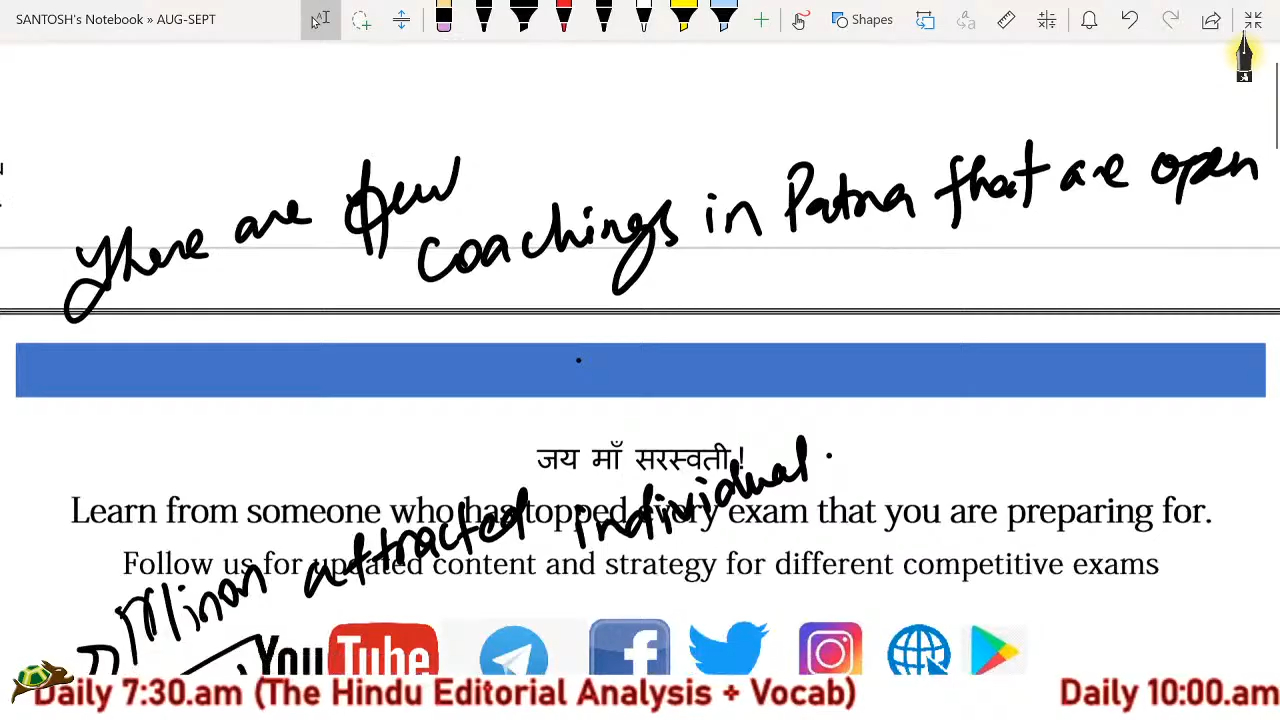 SANTOSH's Notebook » AUG-SEPT
Shapes
There are few coachings in Patna that are open
जय माँ सरस्वती !
Learn from someone who has topped every exam that you are preparing for.
Minor attracted individual.
Follow us for updated content and strategy for different competitive exams
YouTube
Daily 7:30.am (The Hindu Editorial Analysis + Vocab) Daily 10:00.am